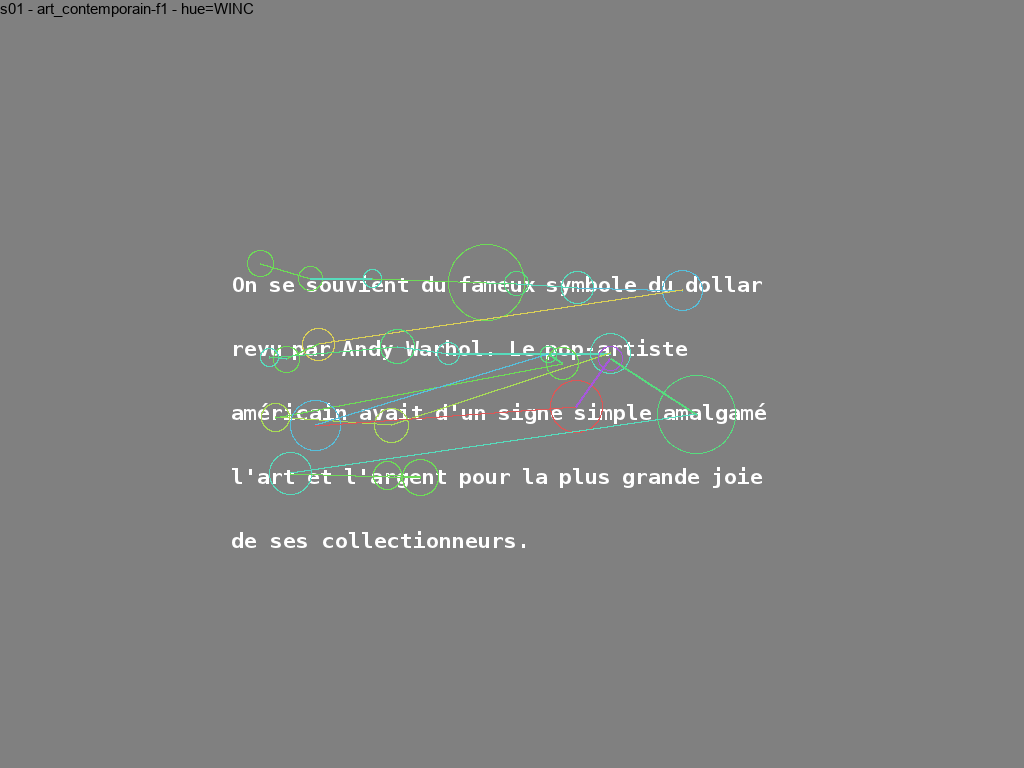 s01 - art_contemporain-f1 - hue=WINC
On se souvient du fameux symbole du dollar
revu par Andy Warhol. Le pop-artiste
américain avait d'un signe simple amalgamé
l'art et l'argent pour la plus grande joie
de ses collectionneurs.